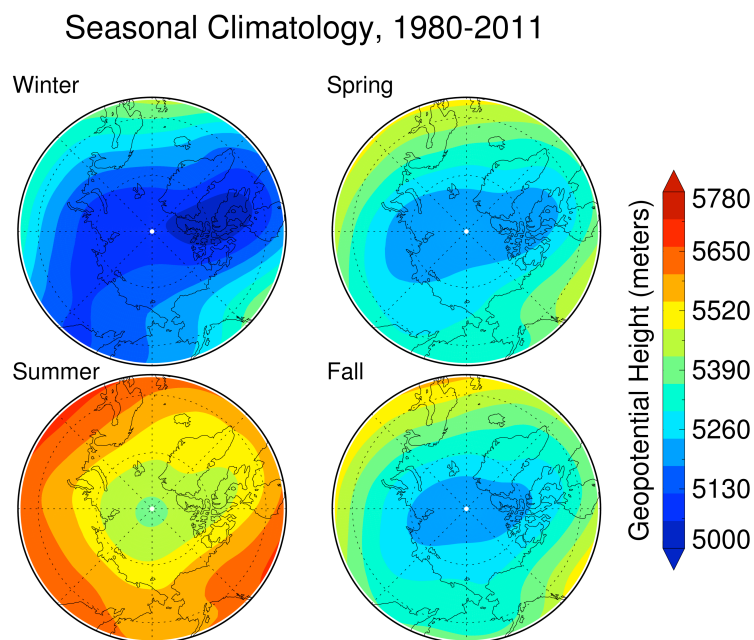 Seasonal Climatology, 1980-2011
Winter
Spring
Summer
Fall
Geopotential Height (meters)
5780
5650
5520
5390
5260
5130
5000